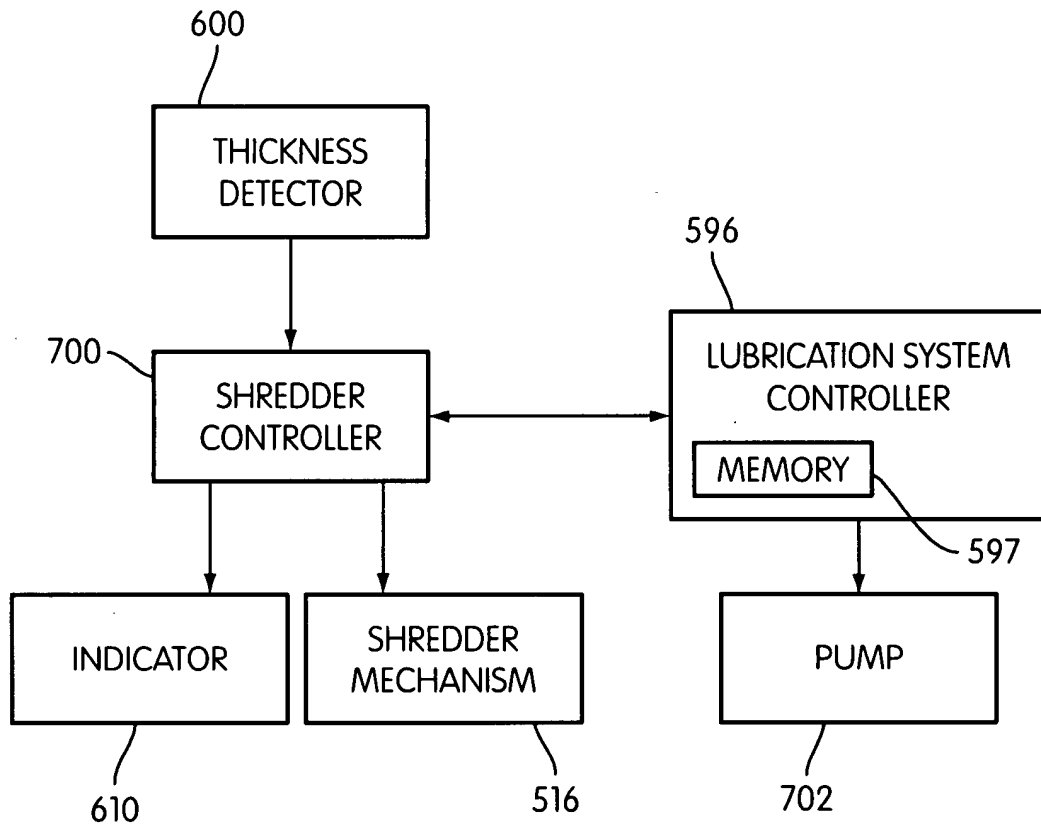 600
THICKNESS
DETECTOR
596
700
SHREDDER
CONTROLLER
LUBRICATION SYSTEM
CONTROLLER
MEMORY
597
INDICATOR
SHREDDER
MECHANISM
PUMP
610
516
702